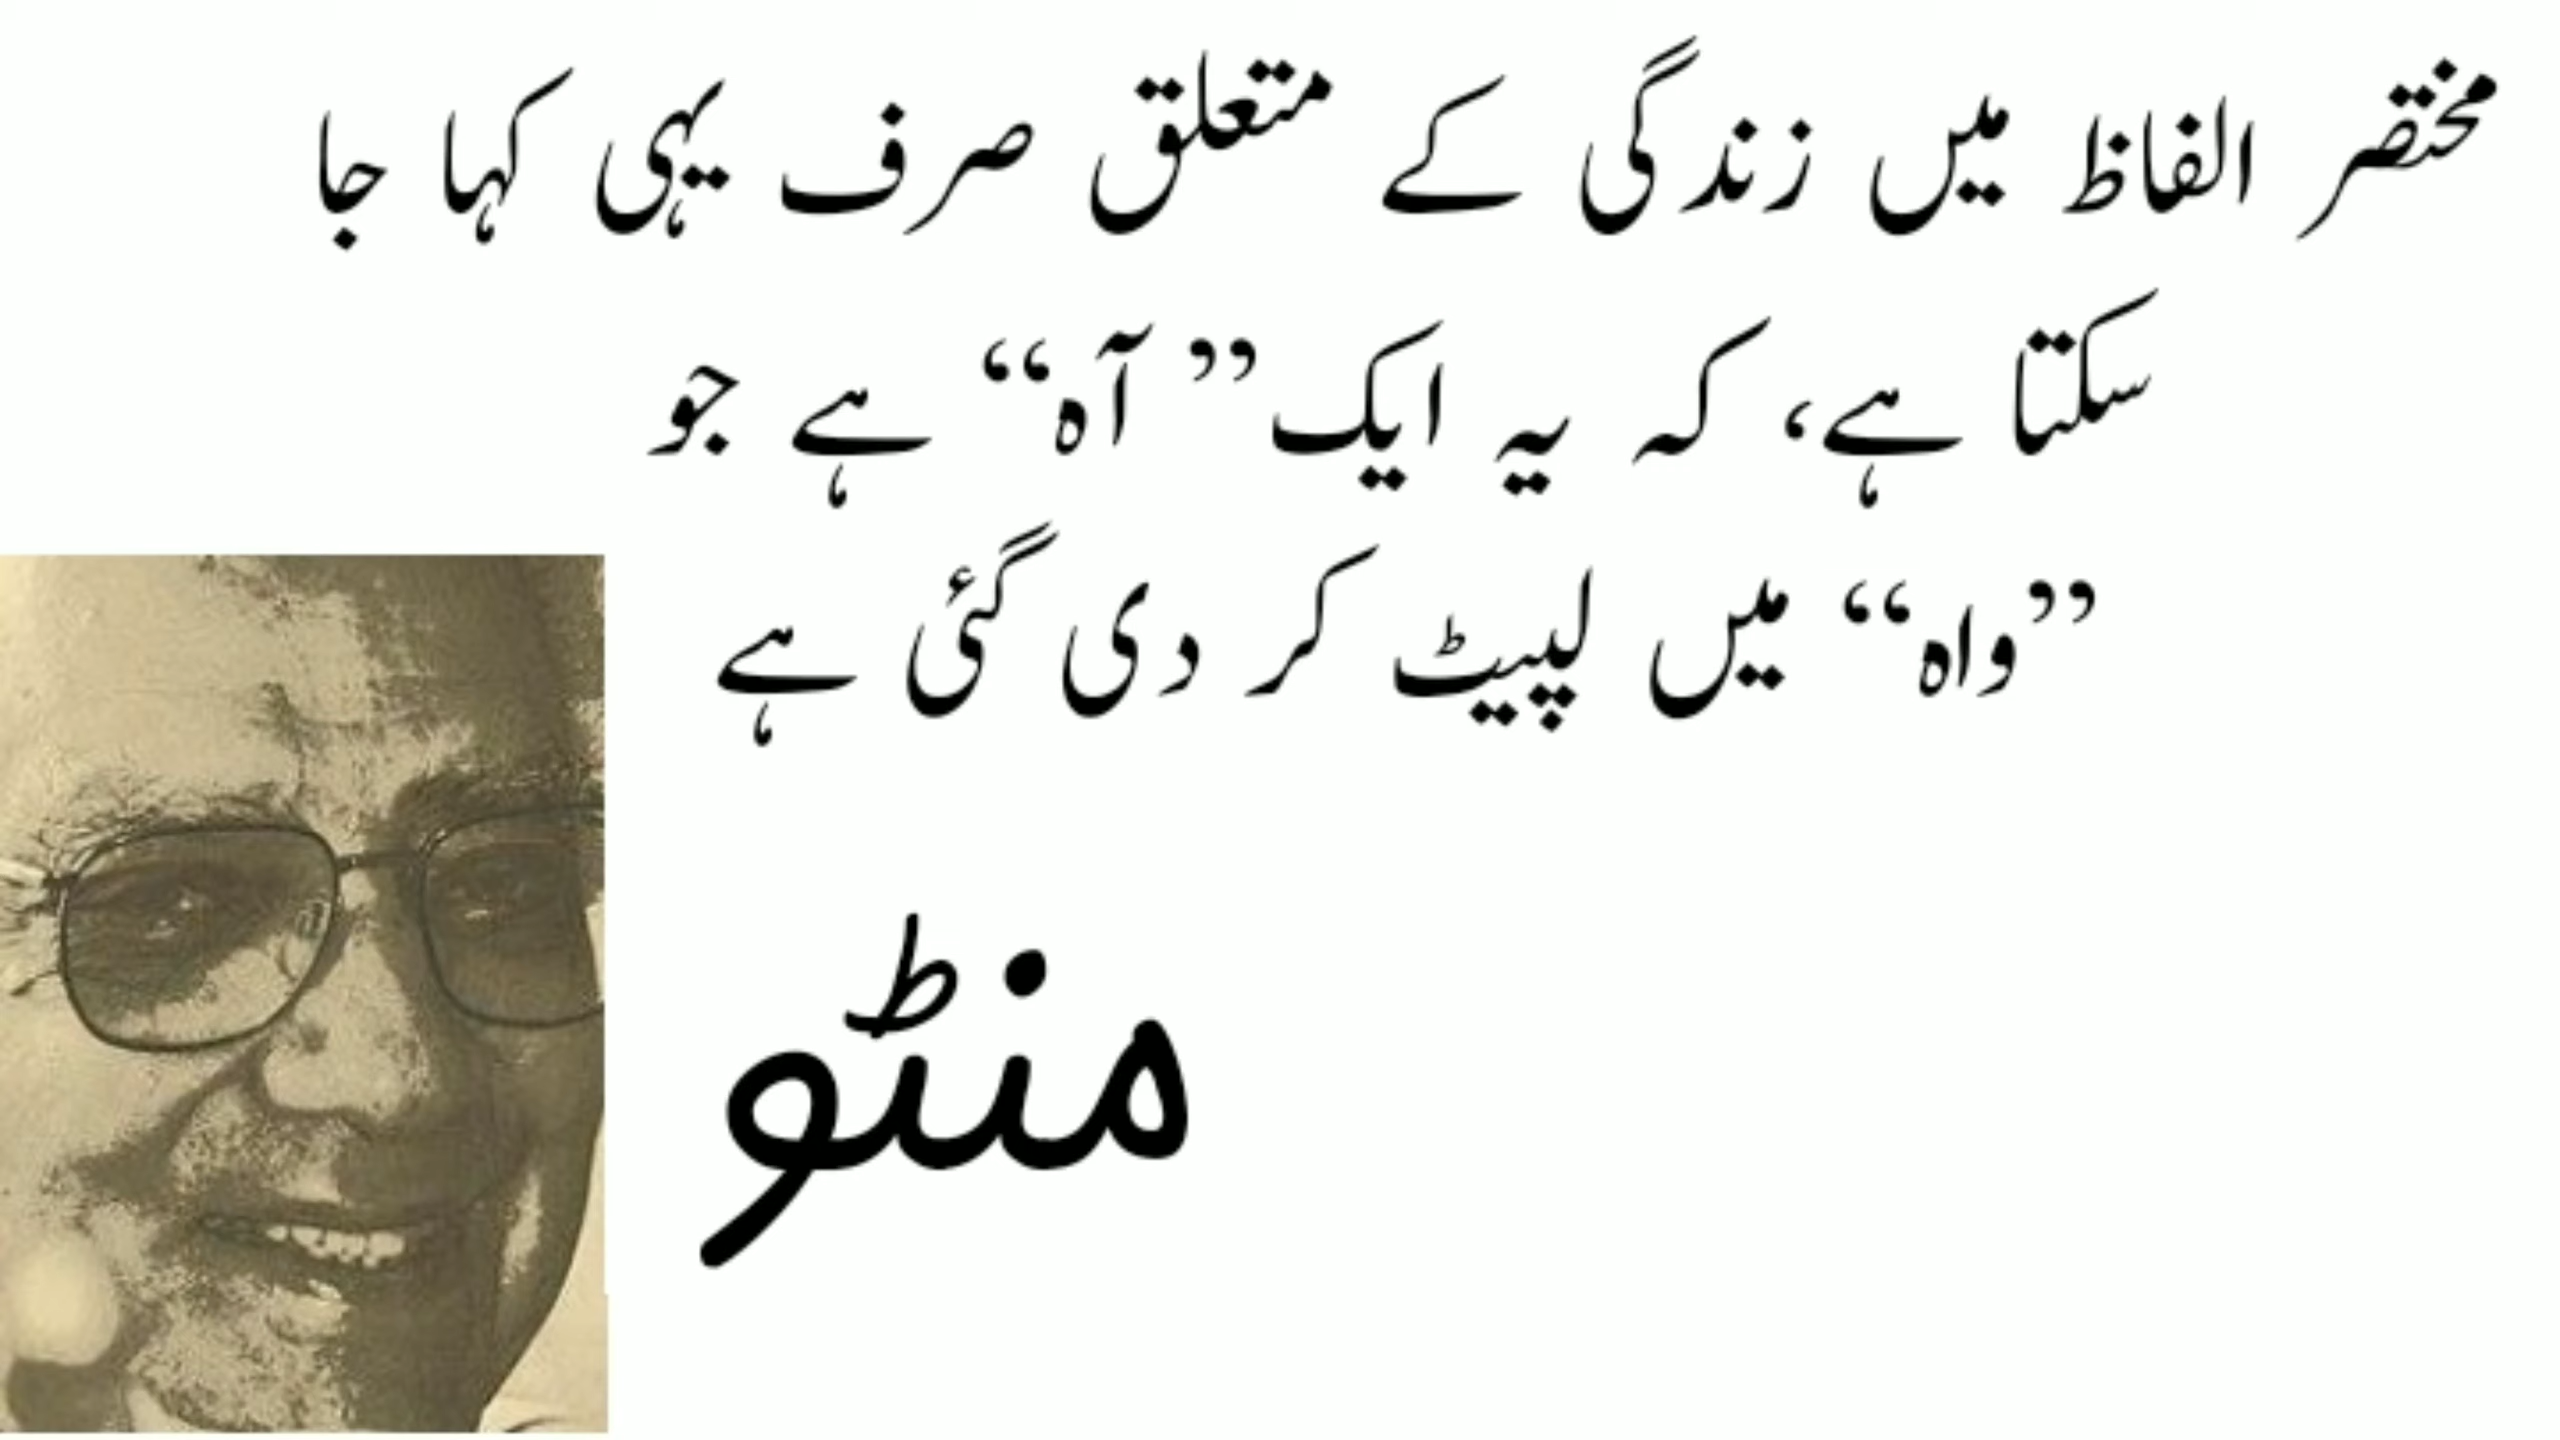 مختصر الفاظ میں زندگی کے متعلق صرف یہی کہا جا
سکتا ہے، کہ یہ ایک ”آہ“ ہے جو
”واہ“ میں لپیٹ کر دی گئی ہے
منٹو